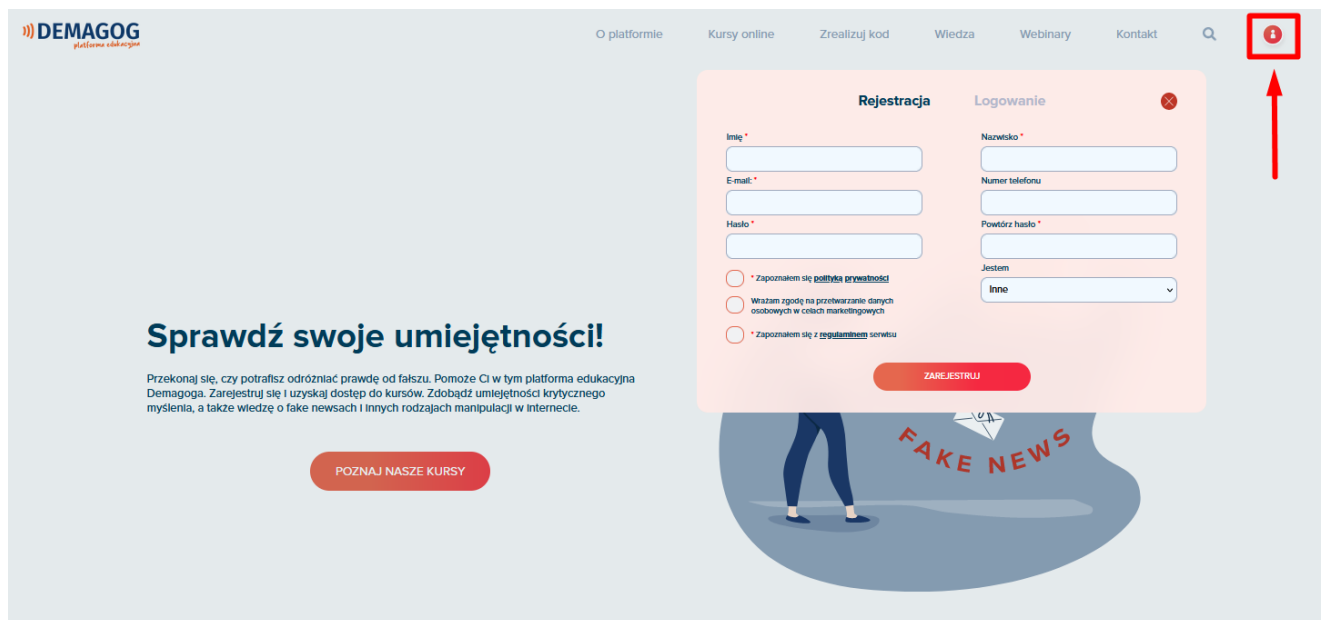 DEMAGOG
platforma edukacyjna
O platformie
Kursy online
Zrealizuj kod
Wiedza
Webinary
Kontakt
Rejestracja
Logowanie
Imię *
Nazwisko *
E-mail: *
Numer telefonu
Hasło *
Powtórz hasło *
Jestem
Inne
* Zapoznałem się polityką prywatności
Wrażam zgodę na przetwarzanie danych
osobowych w celach marketingowych
* Zapoznałem się z regulaminem serwisu
ZAREJESTRUJ
Sprawdź swoje umiejętności!
Przekonaj się, czy potrafisz odróżniać prawdę od fałszu. Pomoże Ci w tym platforma edukacyjna
Demagoga. Zarejestruj się i uzyskaj dostęp do kursów. Zdobądź umiejętności krytycznego
myślenia, a także wiedzę o fake newsach i innych rodzajach manipulacji w internecie.
POZNAJ NASZE KURSY
FAKE NEWS